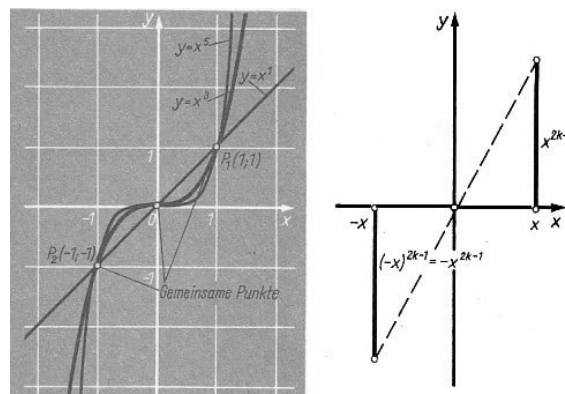 y
y=x⁵
y=x³
y=x¹
1
P₁(1;1)
-1
0
1
x
P₂(-1;-1)
-1
Gemeinsame Punkte
y
x²ᵏ⁻
-x
x
(-x)²ᵏ⁻¹=-x²ᵏ⁻¹